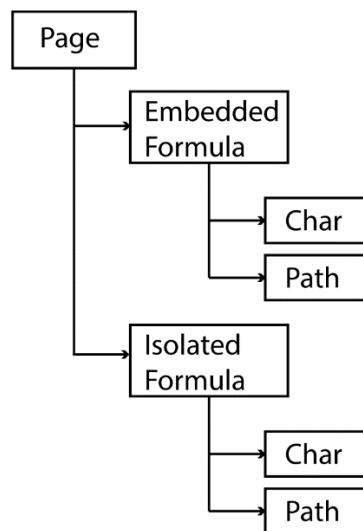 Page
Embedded
Formula
Char
Path
Isolated
Formula
Char
Path